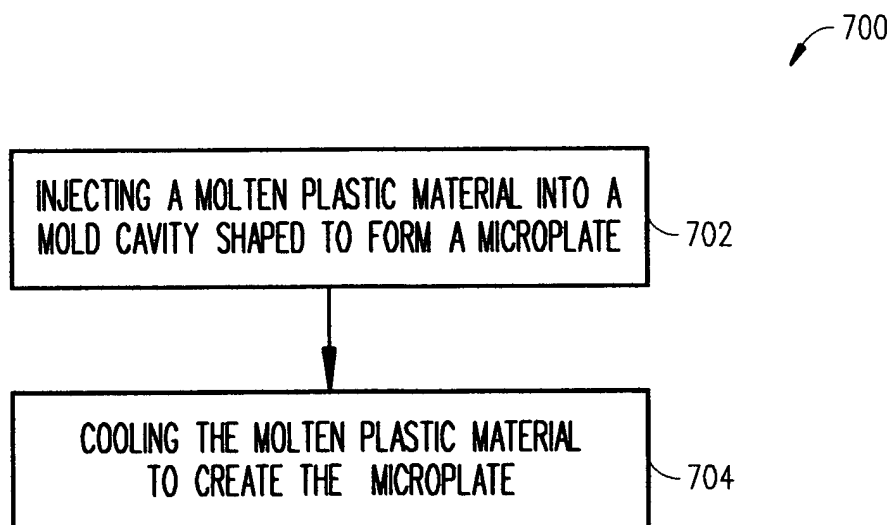 700
INJECTING A MOLTEN PLASTIC MATERIAL INTO A
MOLD CAVITY SHAPED TO FORM A MICROPLATE
702
COOLING THE MOLTEN PLASTIC MATERIAL
TO CREATE THE MICROPLATE
704